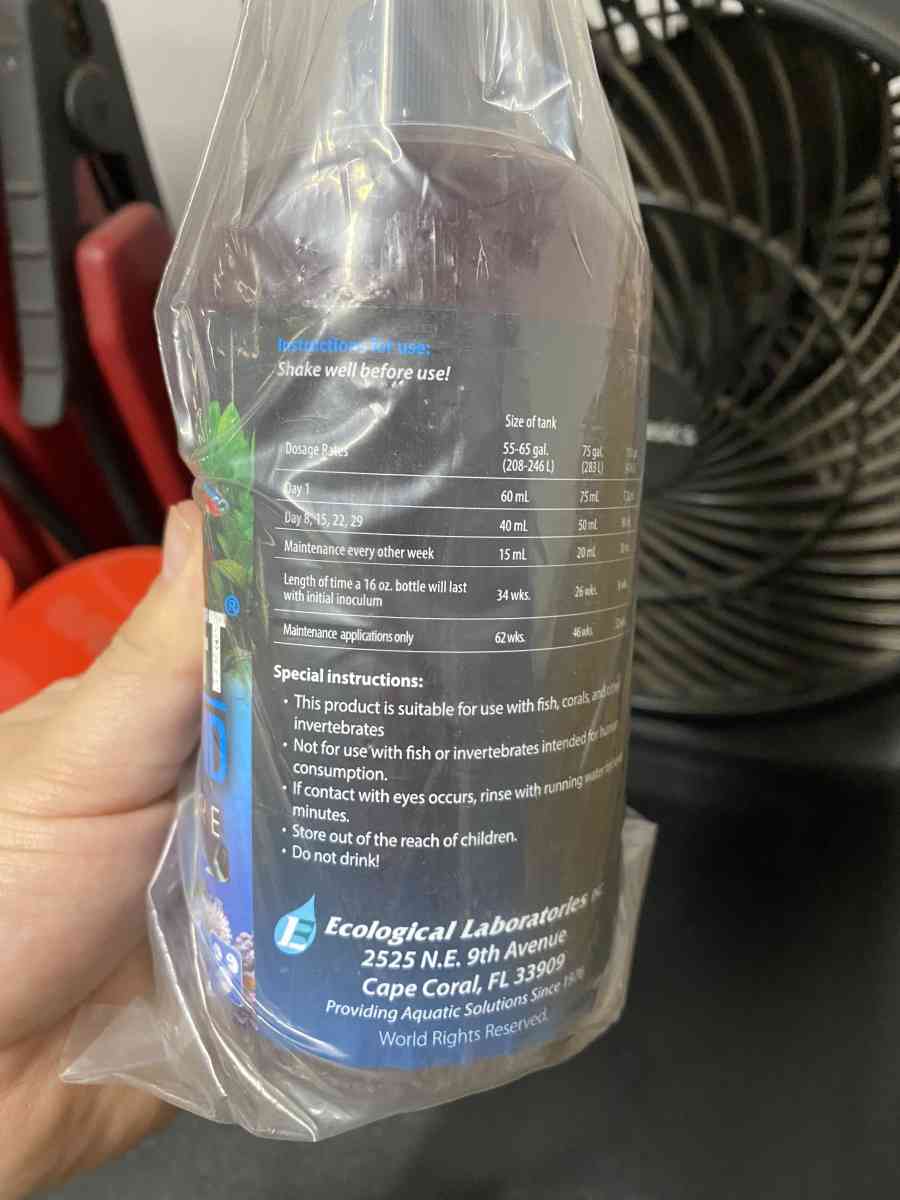 Instructions for use:
Shake well before use!
Size of tank
Dosage Rates 55-65 gal. 75 gal.
(208-246 L) (283 L)
Day 1 60 mL 75 mL
Day 8, 15, 22, 29 40 mL 50 mL
Maintenance every other week 15 mL 20 mL
Length of time a 16 oz. bottle will last
with initial inoculum 34 wks. 26 wks.
Maintenance applications only 62 wks. 46 wks.
Special instructions:
• This product is suitable for use with fish, corals, and other
invertebrates
• Not for use with fish or invertebrates intended for human
consumption.
• If contact with eyes occurs, rinse with running water
minutes.
• Store out of the reach of children.
• Do not drink!
Ecological Laboratories INC.
2525 N.E. 9th Avenue
Cape Coral, FL 33909
Providing Aquatic Solutions Since 1976
World Rights Reserved.
T®